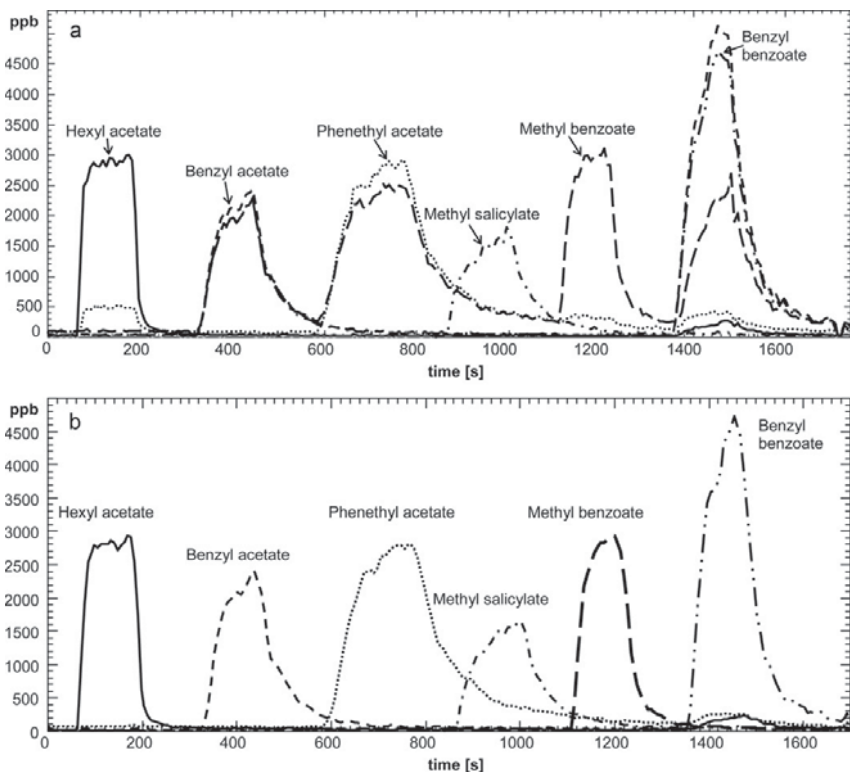 ppb
a
4500
4000
3500
3000
2500
2000
1500
1000
500
0
Hexyl acetate
Benzyl acetate
Phenethyl acetate
Methyl salicylate
Methyl benzoate
Benzyl
benzoate
0 200 400 600 800 1000 1200 1400 1600
time [s]
ppb
b
4500
4000
3500
3000
2500
2000
1500
1000
500
0
Hexyl acetate
Benzyl acetate
Phenethyl acetate
Methyl salicylate
Methyl benzoate
Benzyl
benzoate
0 200 400 600 800 1000 1200 1400 1600
time [s]